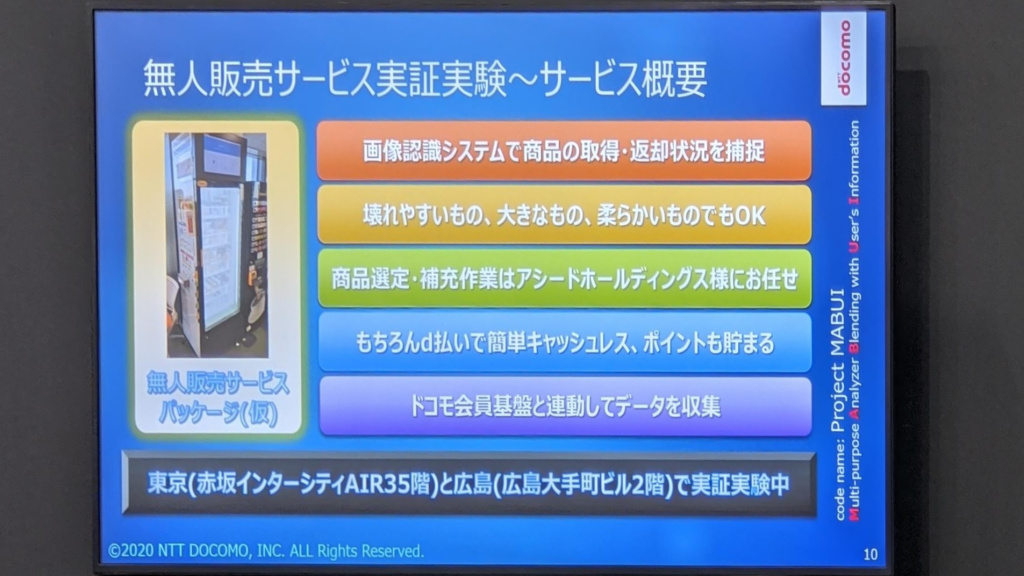 無人販売サービス実証実験～サービス概要
döcomo
画像認識システムで商品の取得・返却状況を捕捉
壊れやすいもの、大きなもの、柔らかいものでもOK
商品選定・補充作業はアシードホールディングス様にお任せ
もちろんd払いで簡単キャッシュレス、ポイントも貯まる
ドコモ会員基盤と連動してデータを収集
無人販売サービス
パッケージ(仮)
東京(赤坂インターシティAIR35階)と広島(広島大手町ビル2階)で実証実験中
code name: Project MABUI
Multi-purpose Analyzer Blending with User's Information
©2020 NTT DOCOMO, INC. ALL Rights Reserved.
10